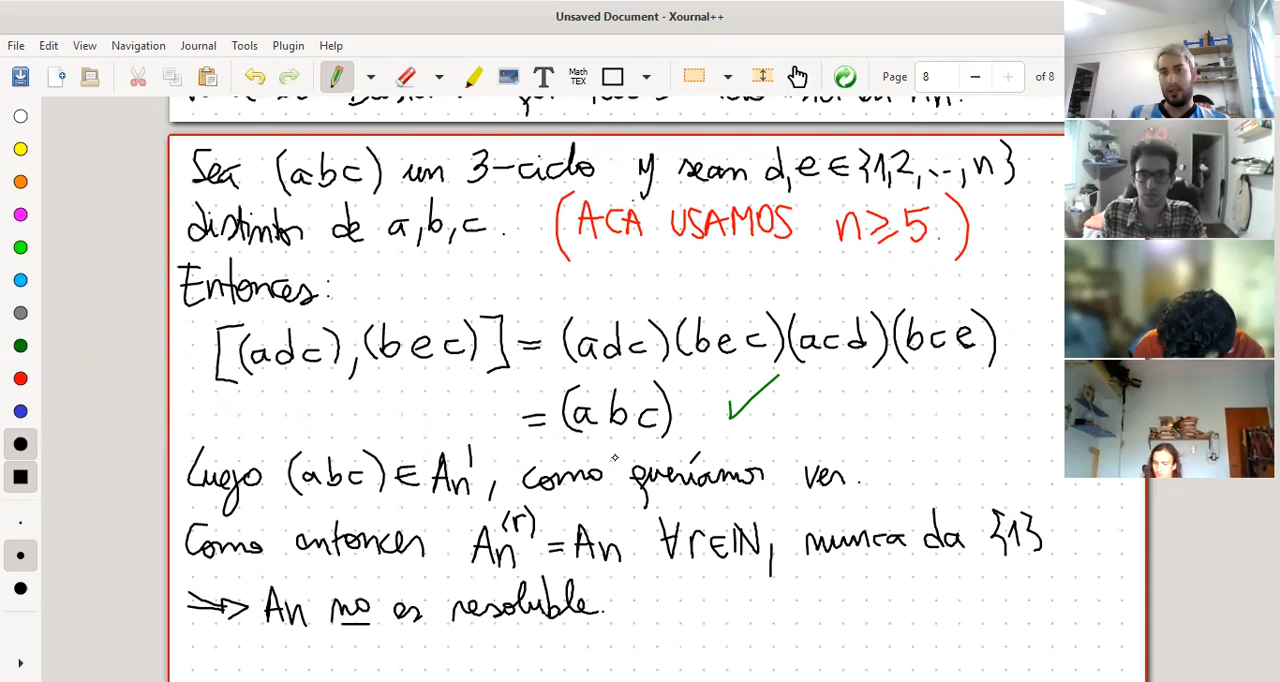 Unsaved Document - Xournal++
File Edit View Navigation Journal Tools Plugin Help
T Math TEX Page 8 of 8
Sea (abc) un 3-ciclo y sean d,e ∈ {1,2,...,n}
distintos de a,b,c. (ACÁ USAMOS n≥5.)
Entonces:
[(adc),(bec)] = (adc)(bec)(acd)(bce)
= (abc) ✓
Luego (abc) ∈ An', como queríamos ver.
Como entonces An^(r) = An ∀r∈ℕ, nunca da {1}
⇒ An no es resoluble.